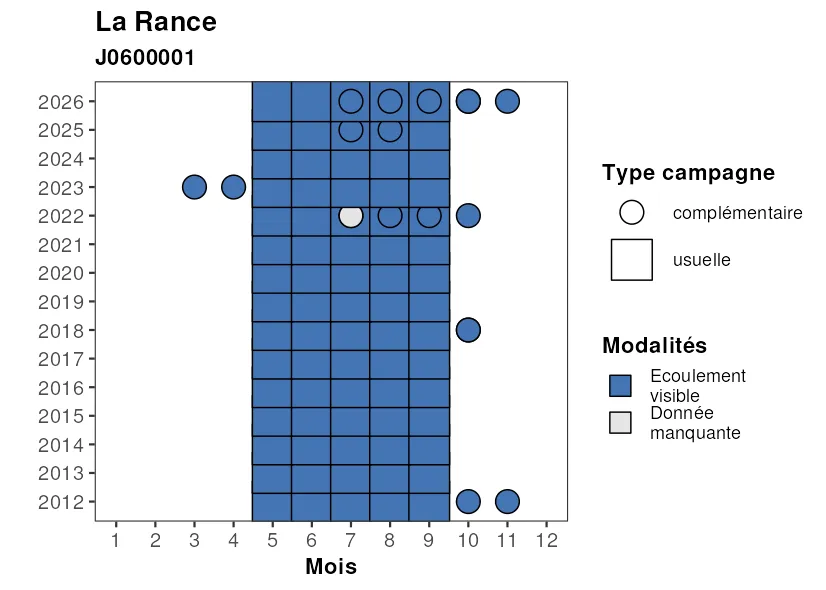 La Rance
J0600001
2026
2025
2024
2023
2022
2021
2020
2019
2018
2017
2016
2015
2014
2013
2012
1 2 3 4 5 6 7 8 9 10 11 12
Mois
Type campagne
complémentaire
usuelle
Modalités
Ecoulement
visible
Donnée
manquante